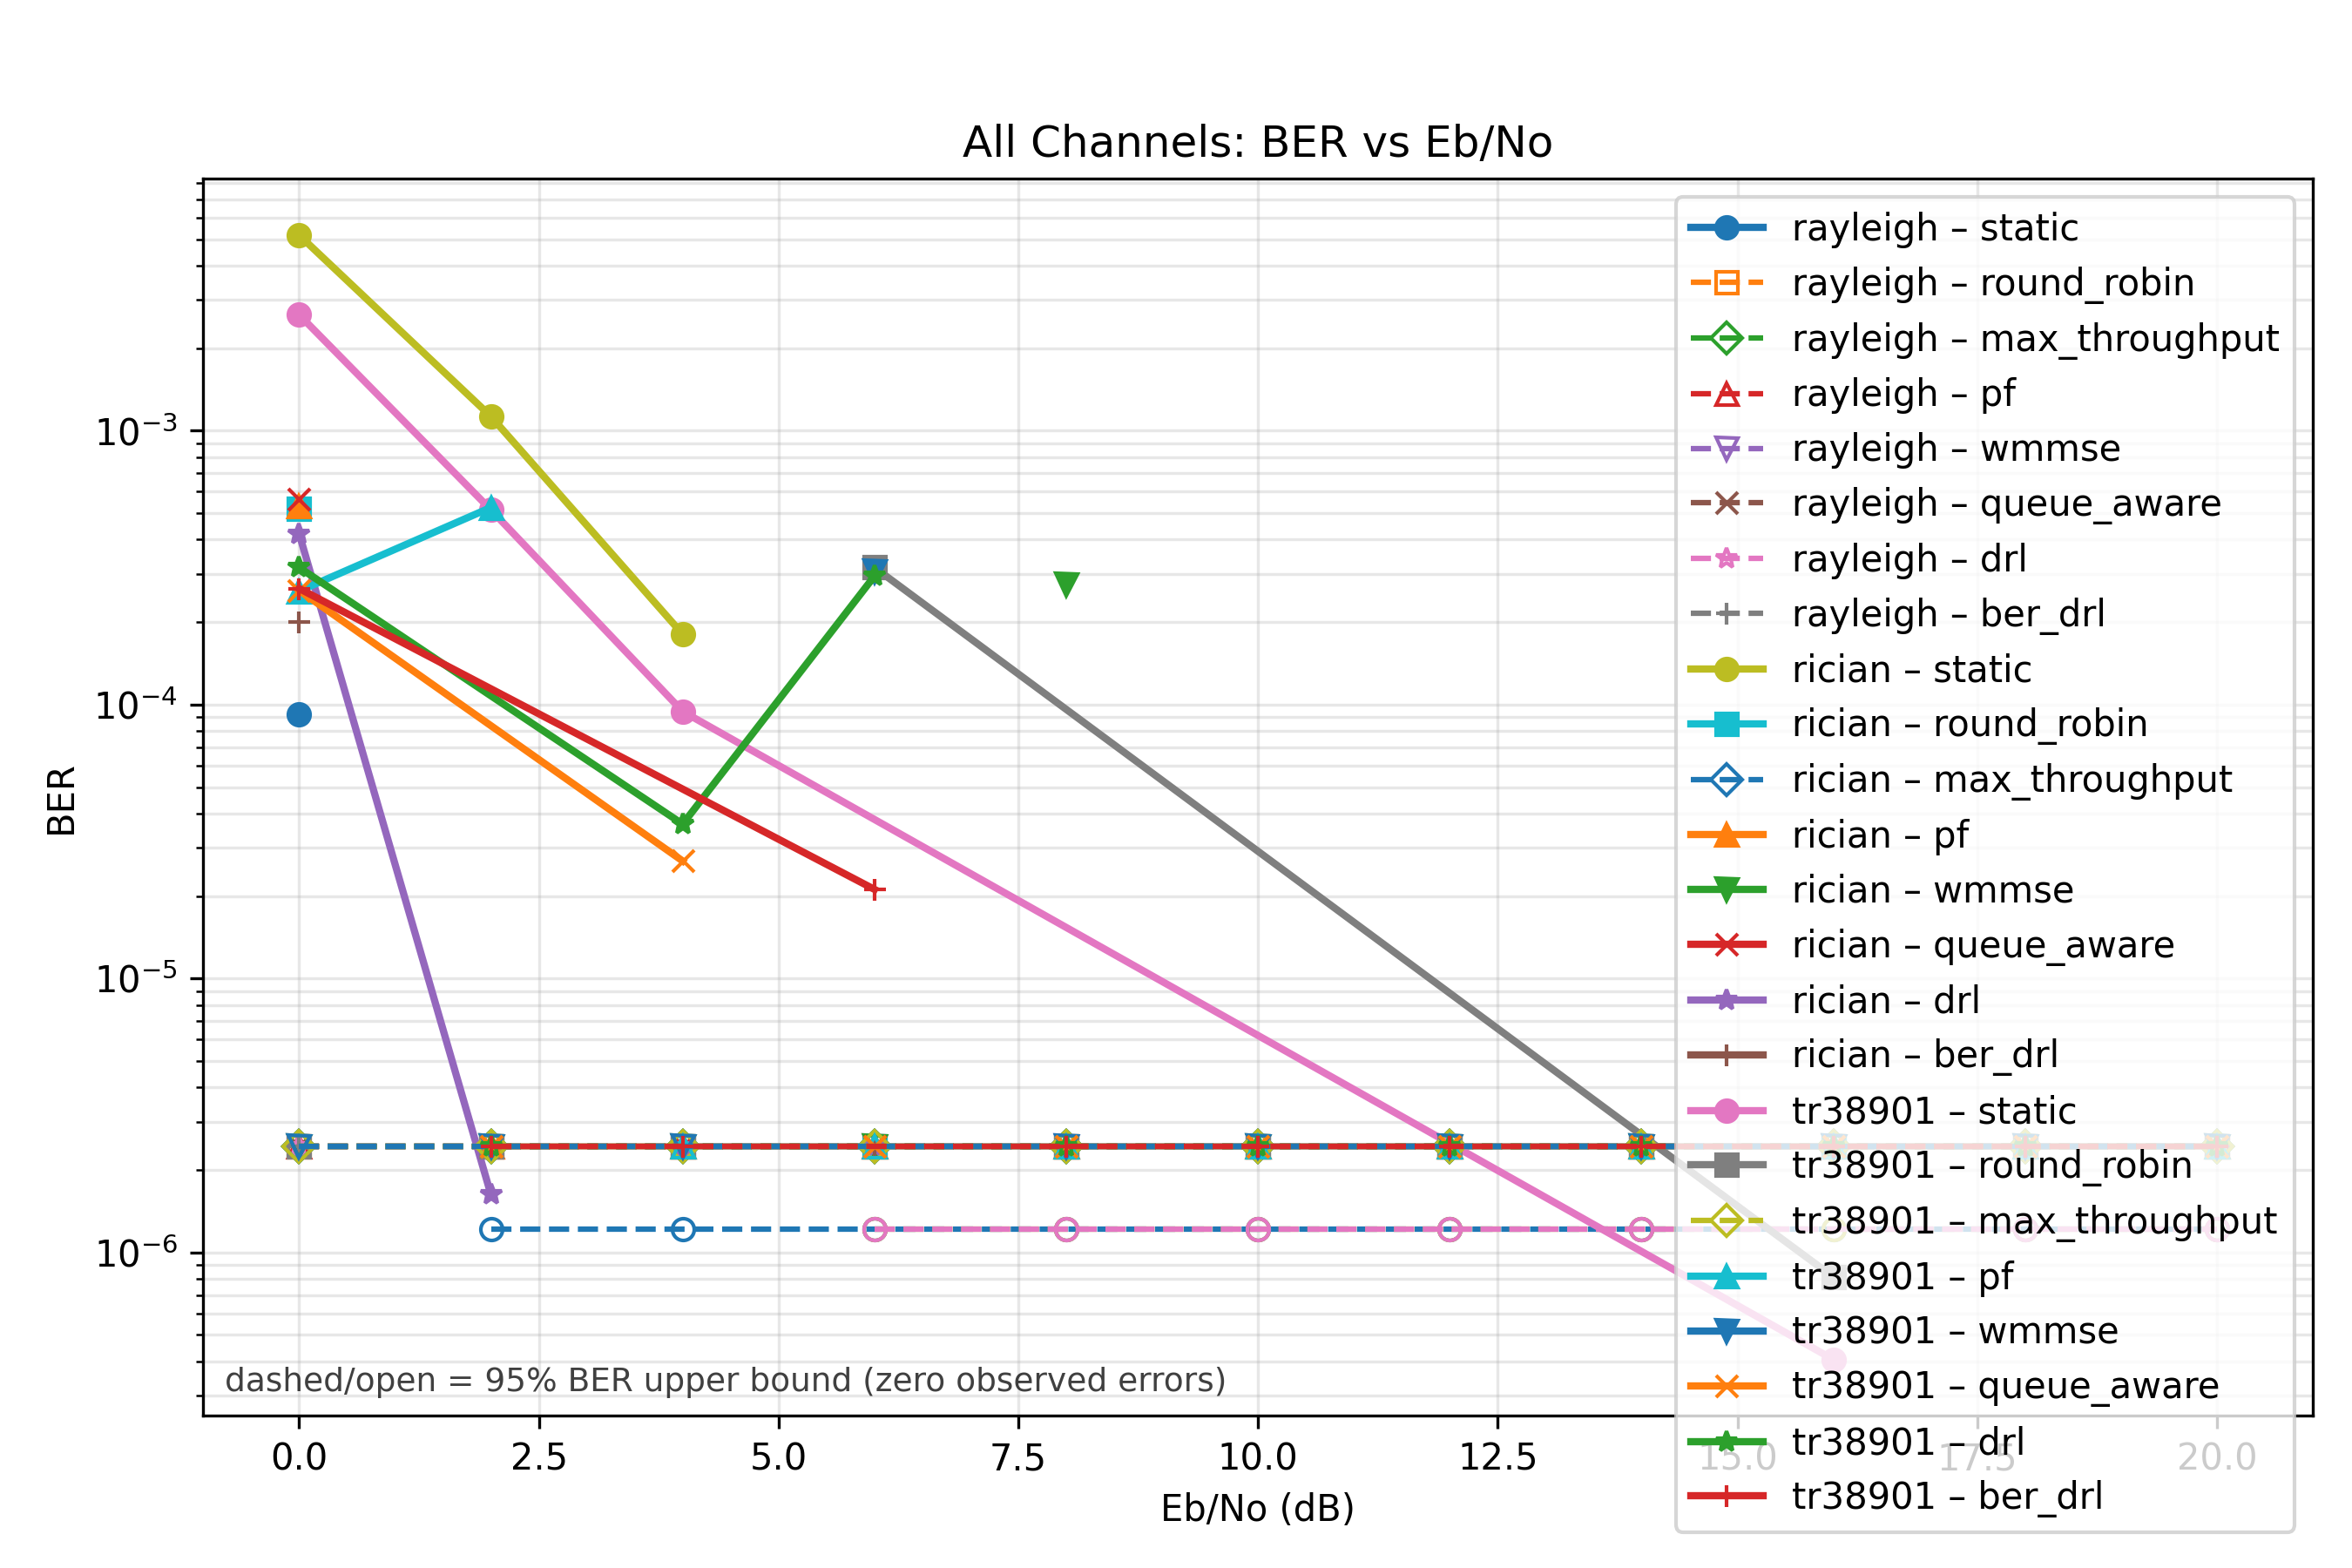 All Channels: BER vs Eb/No
rayleigh – static
rayleigh – round_robin
rayleigh – max_throughput
rayleigh – pf
rayleigh – wmmse
rayleigh – queue_aware
rayleigh – drl
rayleigh – ber_drl
rician – static
rician – round_robin
rician – max_throughput
rician – pf
rician – wmmse
rician – queue_aware
rician – drl
rician – ber_drl
tr38901 – static
tr38901 – round_robin
tr38901 – max_throughput
tr38901 – pf
tr38901 – wmmse
tr38901 – queue_aware
tr38901 – drl
tr38901 – ber_drl
BER
10⁻³
10⁻⁴
10⁻⁵
10⁻⁶
dashed/open = 95% BER upper bound (zero observed errors)
0.0 2.5 5.0 7.5 10.0 12.5 15.0 17.5 20.0
Eb/No (dB)